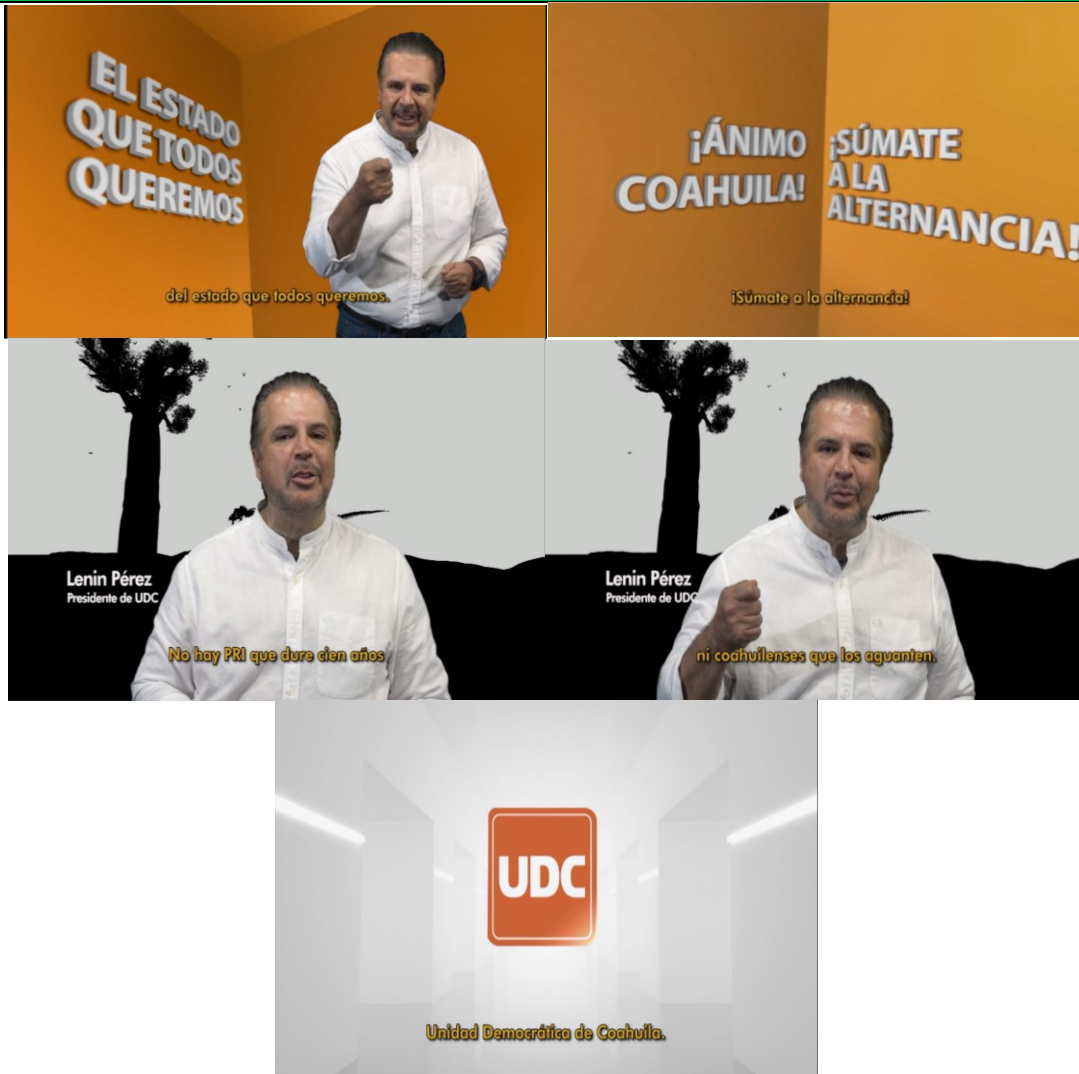 EL ESTADO
QUE TODOS
QUEREMOS
del estado que todos queremos.
¡ÁNIMO
COAHUILA!
¡SÚMATE
A LA
ALTERNANCIA!
¡Súmate a la alternancia!
Lenin Pérez
Presidente de UDC
No hay PRI que dure cien años
Lenin Pérez
Presidente de UDC
ni coahuilenses que los aguanten.
UDC
Unidad Democrática de Coahuila.